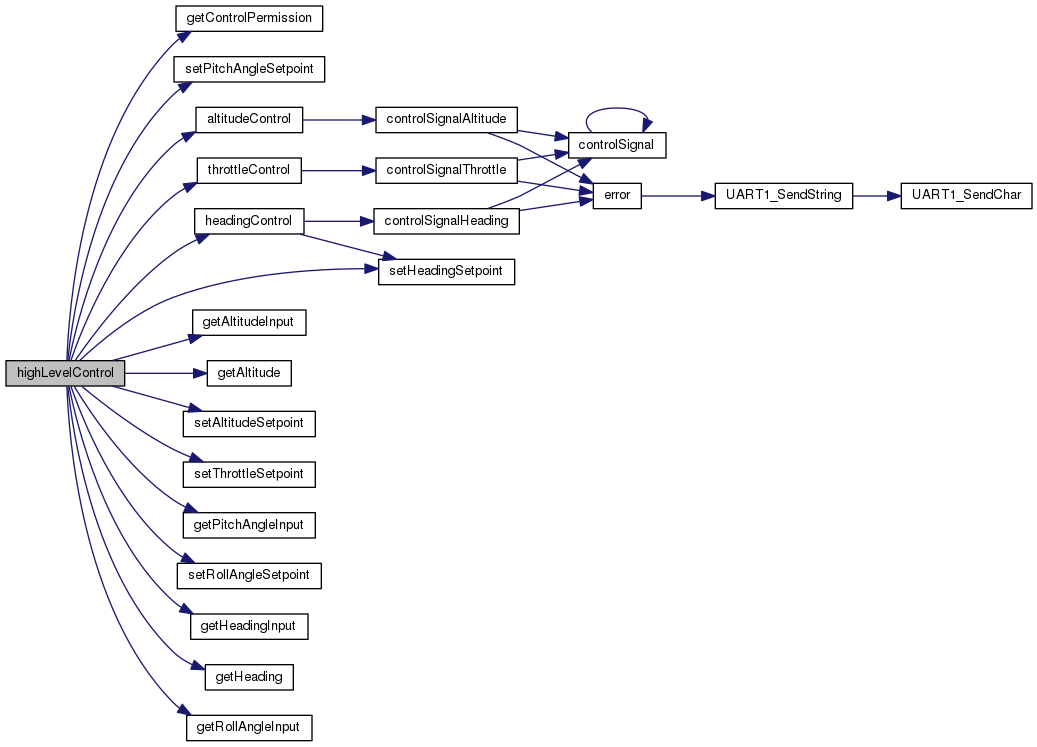 getControlPermission
setPitchAngleSetpoint
altitudeControl
controlSignalAltitude
controlSignal
throttleControl
controlSignalThrottle
error
UART1_SendString
UART1_SendChar
headingControl
controlSignalHeading
setHeadingSetpoint
getAltitudeInput
highLevelControl
getAltitude
setAltitudeSetpoint
setThrottleSetpoint
getPitchAngleInput
setRollAngleSetpoint
getHeadingInput
getHeading
getRollAngleInput